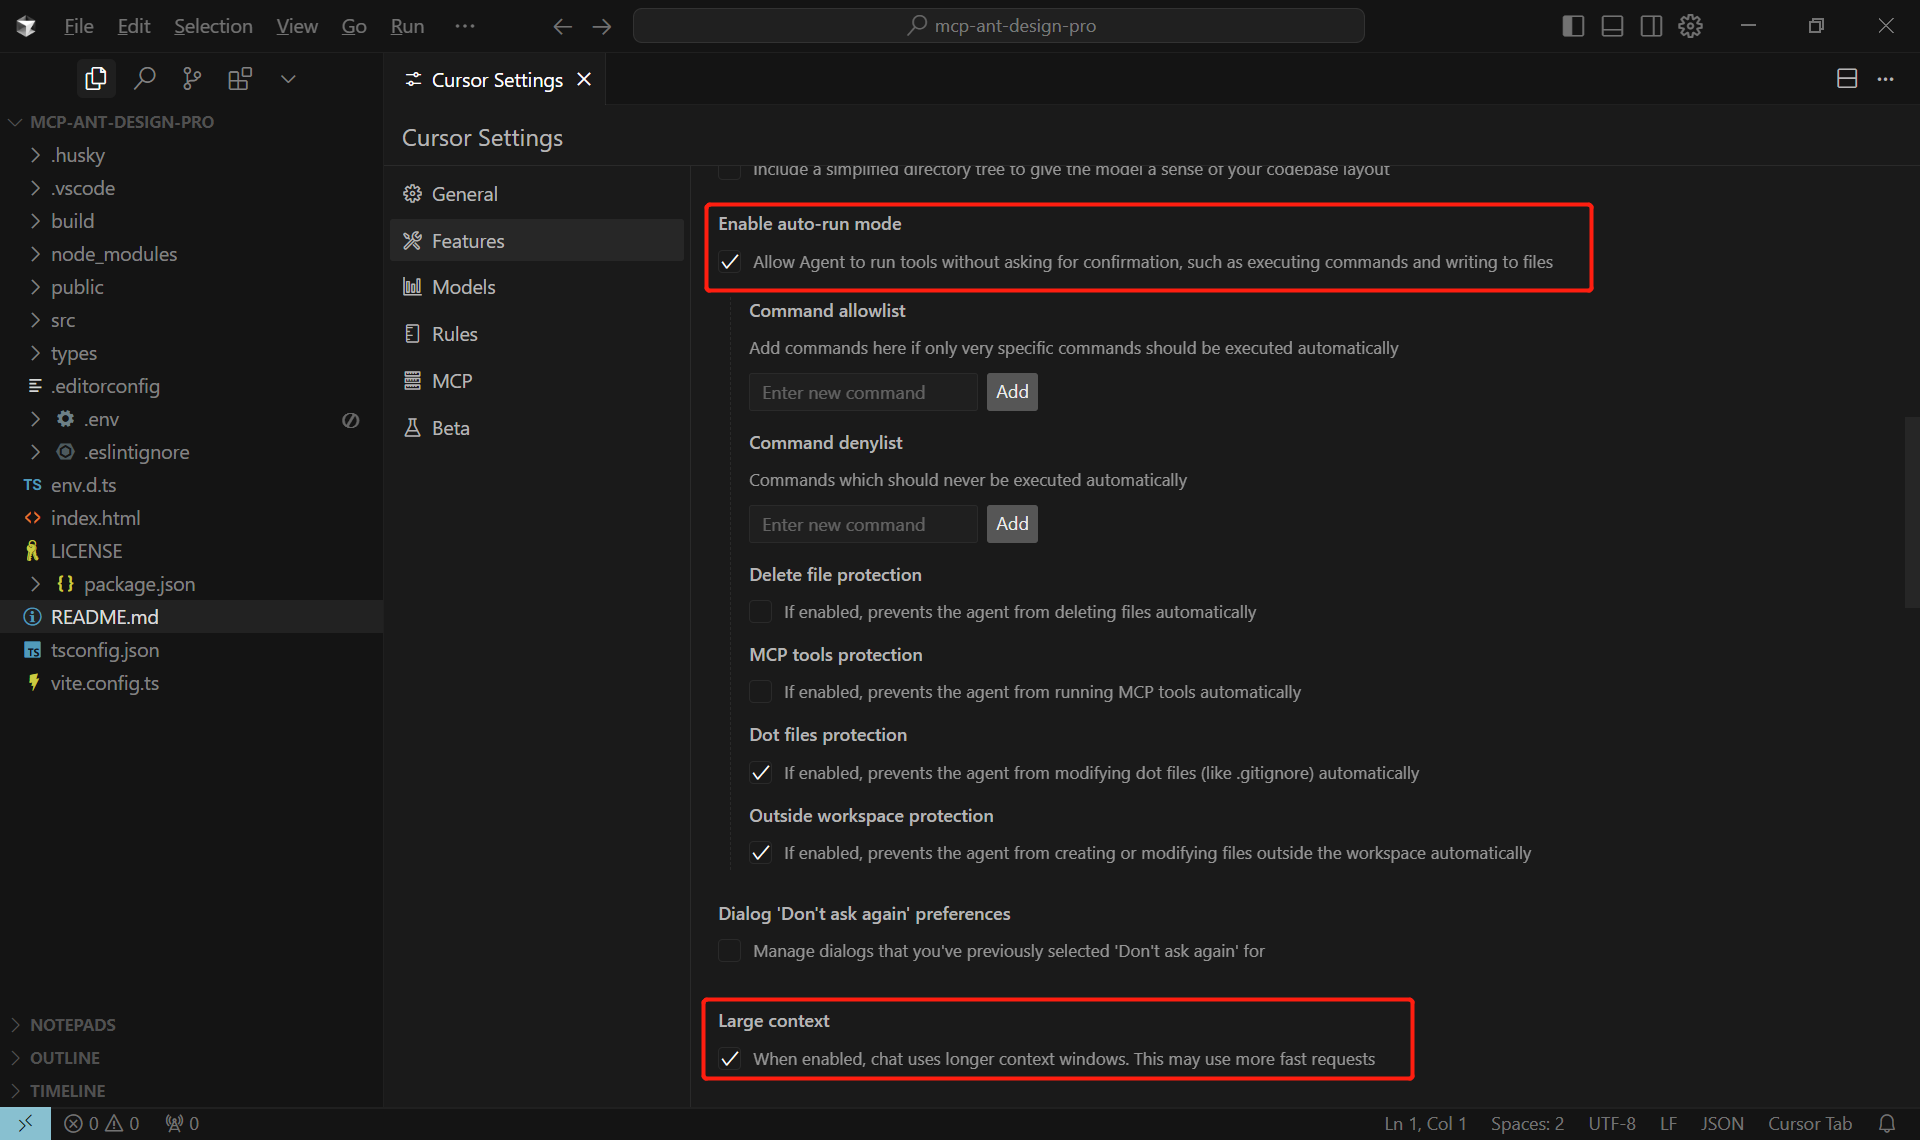 File Edit Selection View Go Run ···
mcp-ant-design-pro
Cursor Settings
MCP-ANT-DESIGN-PRO
.husky
.vscode
build
node_modules
public
src
types
.editorconfig
.env
.eslintignore
TS env.d.ts
index.html
LICENSE
{} package.json
README.md
TS tsconfig.json
vite.config.ts
NOTEPADS
OUTLINE
TIMELINE
Cursor Settings
General
Features
Models
Rules
MCP
Beta
Include a simplified directory tree to give the model a sense of your codebase layout
Enable auto-run mode
Allow Agent to run tools without asking for confirmation, such as executing commands and writing to files
Command allowlist
Add commands here if only very specific commands should be executed automatically
Enter new command Add
Command denylist
Commands which should never be executed automatically
Enter new command Add
Delete file protection
If enabled, prevents the agent from deleting files automatically
MCP tools protection
If enabled, prevents the agent from running MCP tools automatically
Dot files protection
If enabled, prevents the agent from modifying dot files (like .gitignore) automatically
Outside workspace protection
If enabled, prevents the agent from creating or modifying files outside the workspace automatically
Dialog 'Don't ask again' preferences
Manage dialogs that you've previously selected 'Don't ask again' for
Large context
When enabled, chat uses longer context windows. This may use more fast requests
0 0 0
Ln 1, Col 1 Spaces: 2 UTF-8 LF JSON Cursor Tab